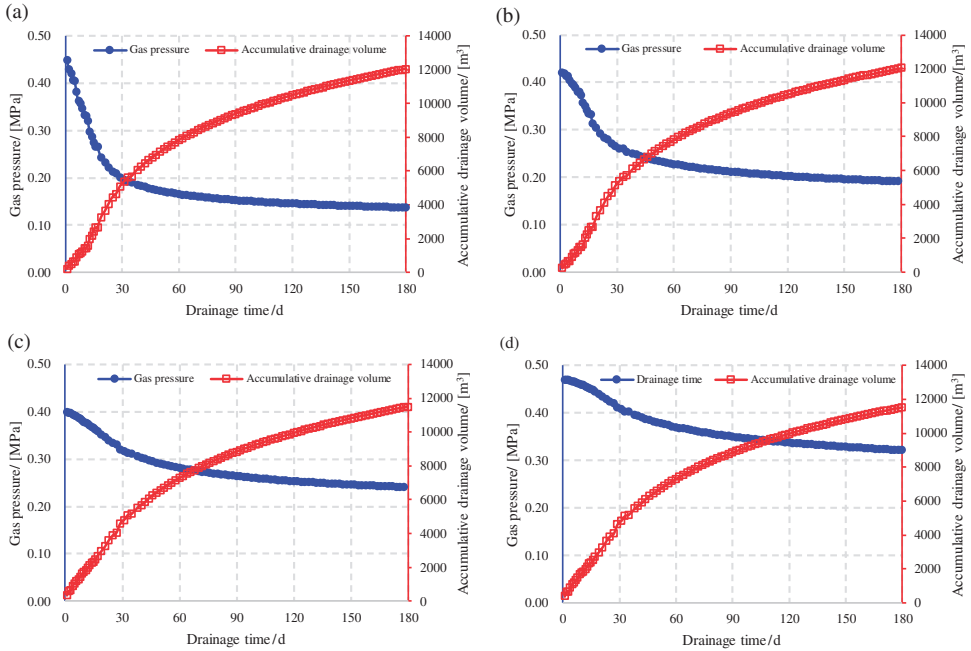 (a)
Gas pressure
Accumulative drainage volume
0.50
0.40
0.30
0.20
0.10
0.00
Gas pressure/ [MPa]
14000
12000
10000
8000
6000
4000
2000
0
Accumulative drainage volume/ [m³]
0 30 60 90 120 150 180
Drainage time/d
(b)
Gas pressure
Accumulative drainage volume
0.50
0.40
0.30
0.20
0.10
0.00
Gas pressure/ [MPa]
14000
12000
10000
8000
6000
4000
2000
0
Accumulative drainage volume/[m³]
0 30 60 90 120 150 180
Drainage time/d
(c)
Gas pressure
Accumulative drainage volume
0.50
0.40
0.30
0.20
0.10
0.00
Gas pressure/ [MPa]
14000
12000
10000
8000
6000
4000
2000
0
Accumulative drainage volume/ [m³]
0 30 60 90 120 150 180
Drainage time/d
(d)
Drainage time
Accumulative drainage volume
0.50
0.40
0.30
0.20
0.10
0.00
Gas pressure/ [MPa]
14000
12000
10000
8000
6000
4000
2000
0
Accumulative drainage volume/ [m³]
0 30 60 90 120 150 180
Drainage time/d